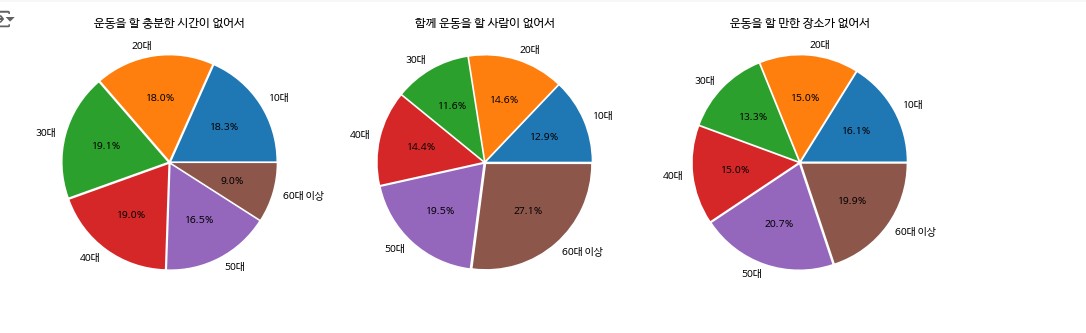 운동을 할 충분한 시간이 없어서
20대
10대
30대
40대
50대
60대 이상
18.0%
18.3%
19.1%
19.0%
16.5%
9.0%
함께 운동을 할 사람이 없어서
20대
30대
10대
40대
50대
60대 이상
14.6%
11.6%
12.9%
14.4%
19.5%
27.1%
운동을 할 만한 장소가 없어서
20대
30대
10대
40대
50대
60대 이상
15.0%
13.3%
16.1%
15.0%
20.7%
19.9%